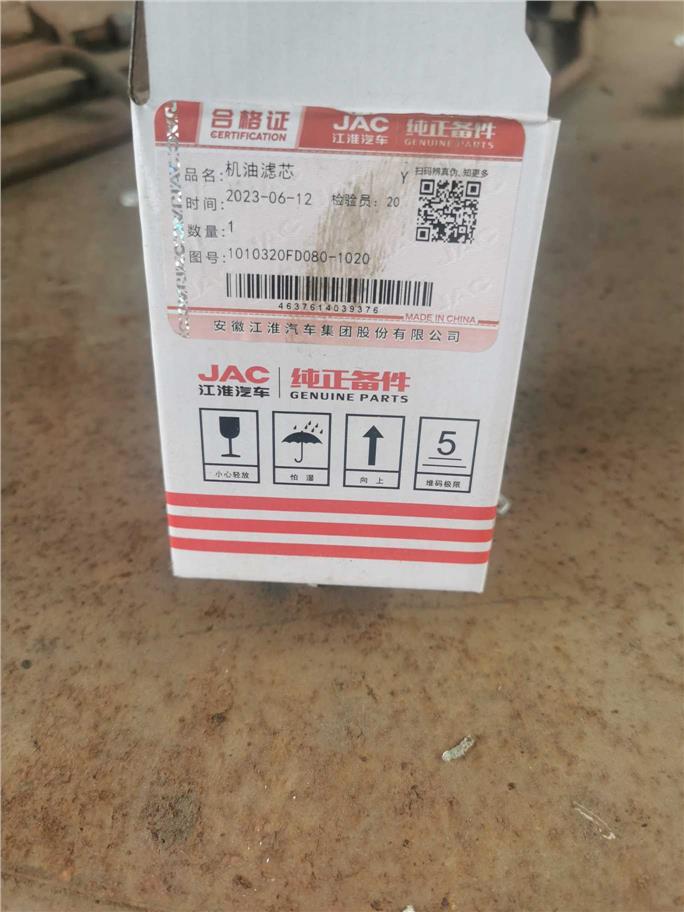 合格证
CERTIFICATION
JAC 纯正备件
江淮汽车 GENUINE PARTS
品名:机油滤芯 Y
扫码辨真伪、知更多
时间:2023-06-12 检验员: 20
数量:1
图号:1010320FD080-1020
4637614039376
MADE IN CHINA
安徽江淮汽车集团股份有限公司
JAC 纯正备件
江淮汽车 GENUINE PARTS
小心轻放
怕湿
向上
5
堆码极限